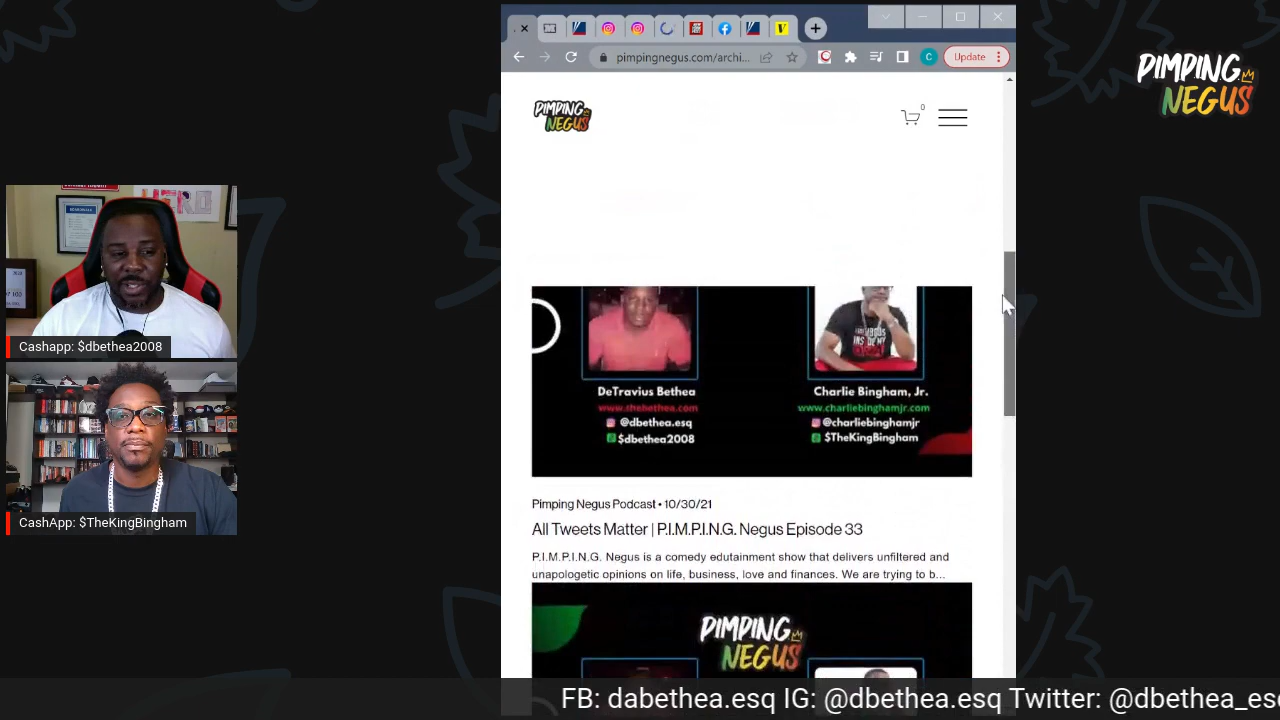 pimpingnegus.com/archi...
C
Update
PIMPING
NEGUS
0
PIMPING
NEGUS
Cashapp: $dbethea2008
CashApp: $TheKingBingham
DeTravius Bethea
www.thebethea.com
@dbethea.esq
$dbethea2008
Charlie Bingham, Jr.
www.charliebinghamjr.com
@charliebinghamjr
$TheKingBingham
Pimping Negus Podcast • 10/30/21
All Tweets Matter | P.I.M.P.I.N.G. Negus Episode 33
P.I.M.P.I.N.G. Negus is a comedy edutainment show that delivers unfiltered and
unapologetic opinions on life, business, love and finances. We are trying to b...
PIMPING
NEGUS
FB: dabethea.esq IG: @dbethea.esq Twitter: @dbethea_es